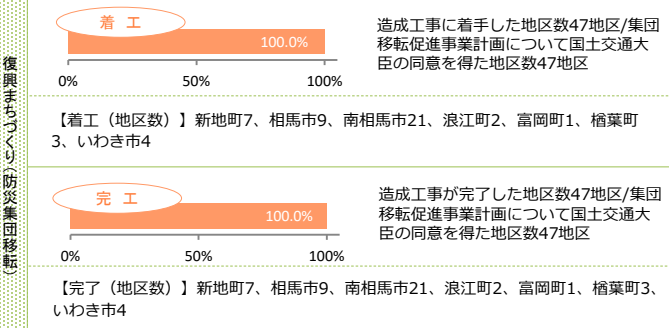 復興まちづくり(防災集団移転)
着 工
100.0%
0% 50% 100%
造成工事に着手した地区数47地区/集団
移転促進事業計画について国土交通大
臣の同意を得た地区数47地区
【着工(地区数)】新地町7、相馬市9、南相馬市21、浪江町2、富岡町1、楢葉町
3、いわき市4
完 工
100.0%
0% 50% 100%
造成工事が完了した地区数47地区/集団
移転促進事業計画について国土交通大
臣の同意を得た地区数47地区
【完了(地区数)】新地町7、相馬市9、南相馬市21、浪江町2、富岡町1、楢葉町3、
いわき市4